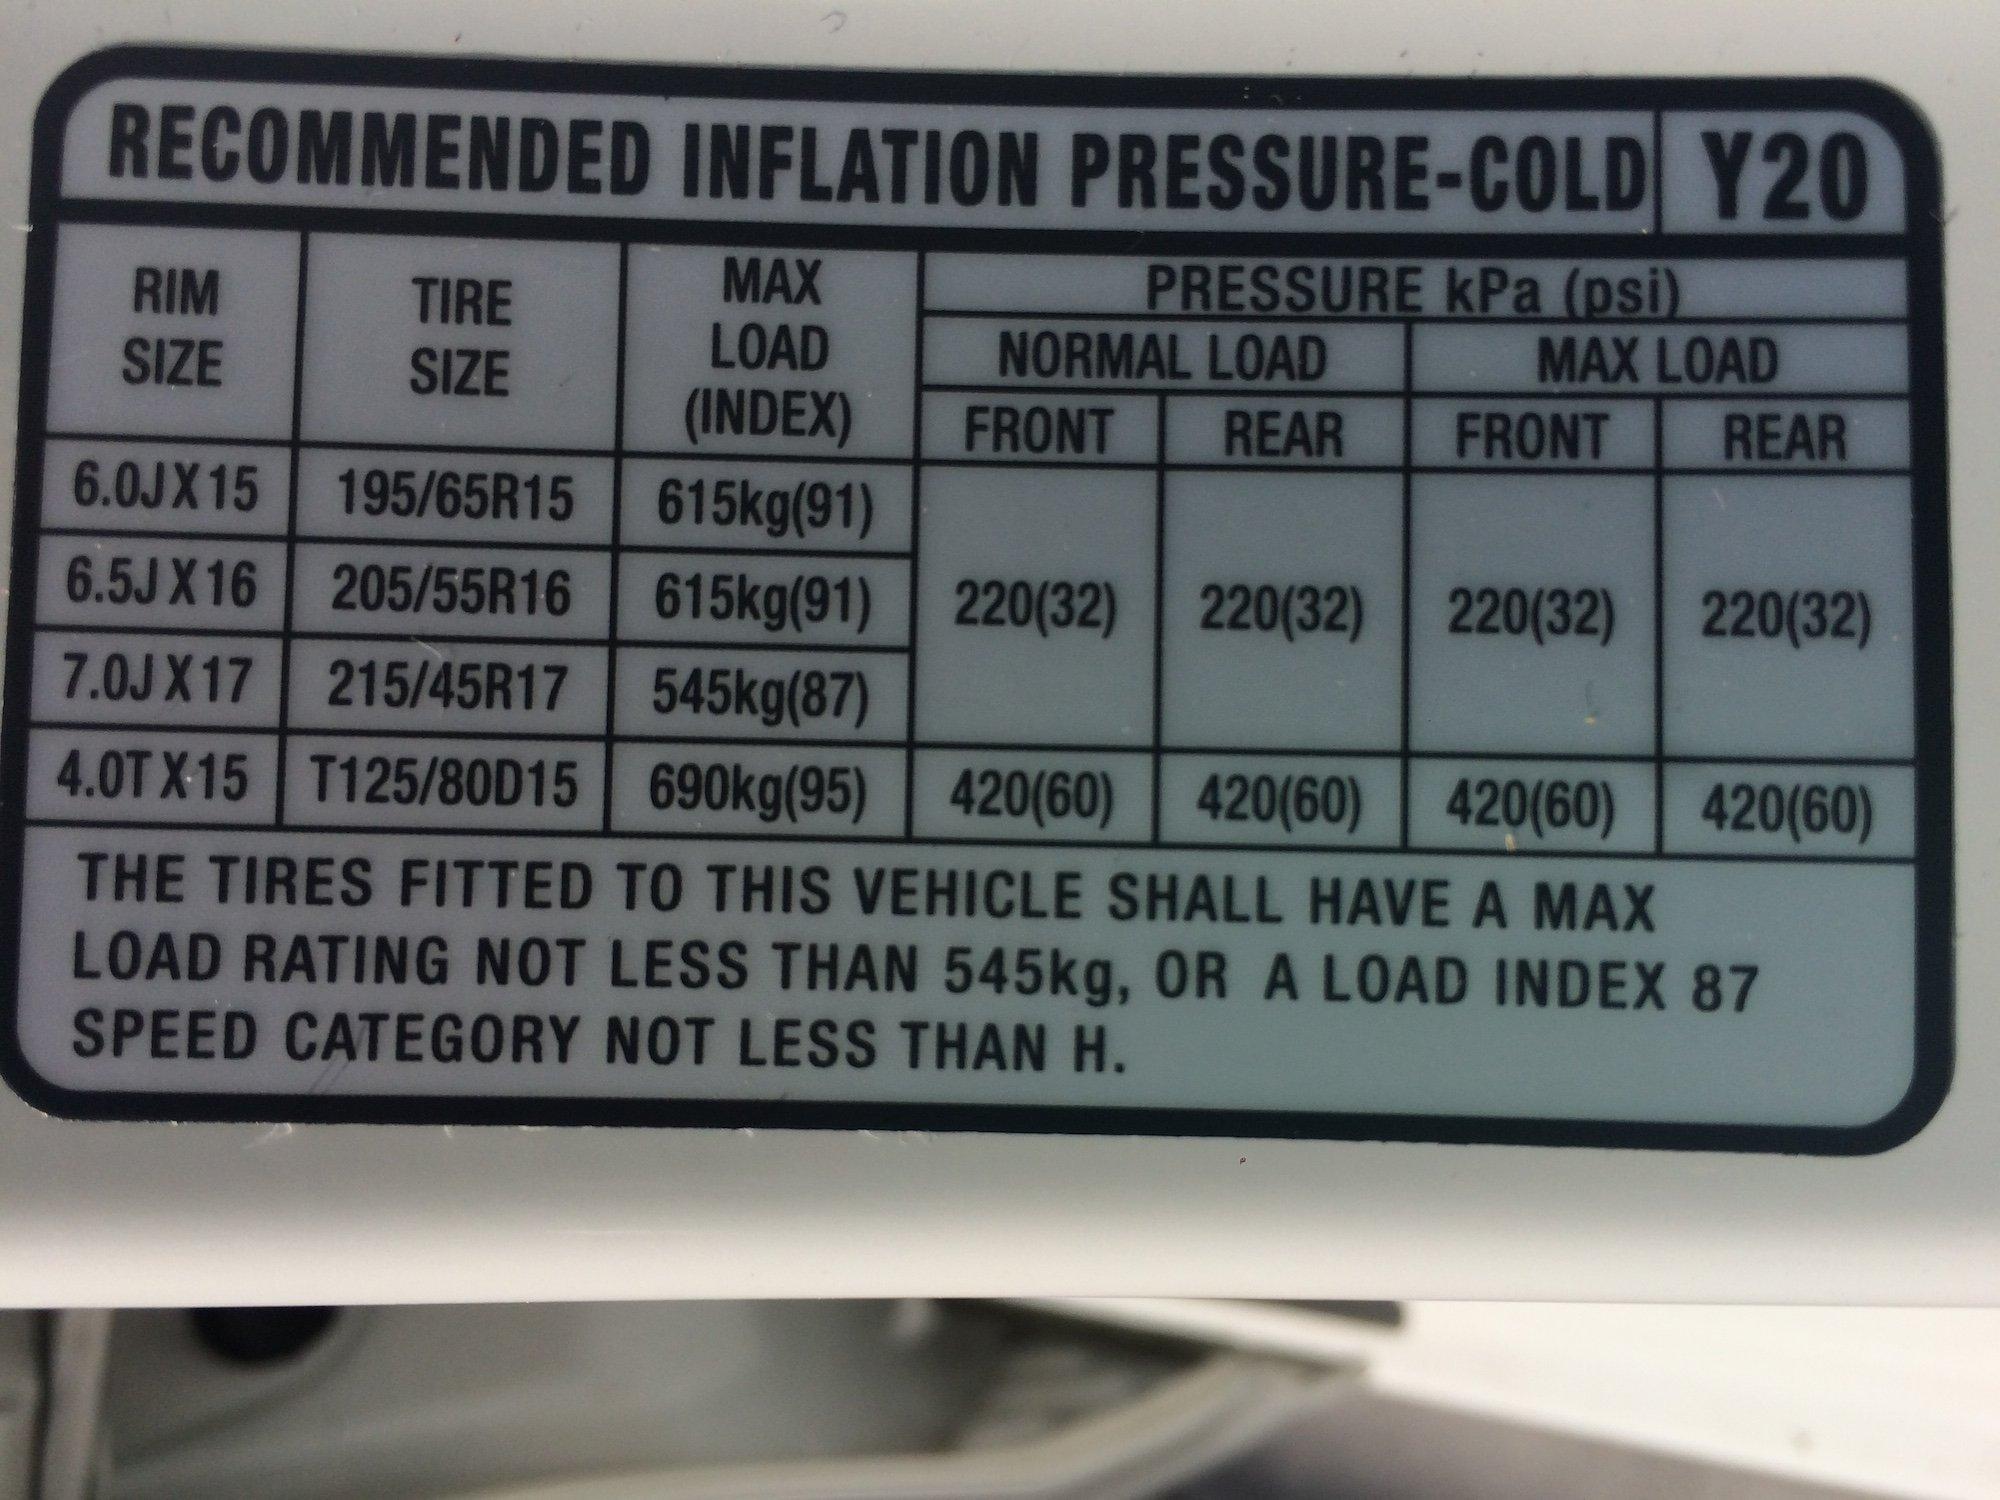 RECOMMENDED INFLATION PRESSURE-COLD Y20
RIM SIZE TIRE SIZE MAX LOAD (INDEX) PRESSURE kPa (psi)
NORMAL LOAD MAX LOAD
FRONT REAR FRONT REAR
6.0JX15 195/65R15 615kg(91)
6.5JX16 205/55R16 615kg(91) 220(32) 220(32) 220(32) 220(32)
7.0JX17 215/45R17 545kg(87)
4.0TX15 T125/80D15 690kg(95) 420(60) 420(60) 420(60) 420(60)
THE TIRES FITTED TO THIS VEHICLE SHALL HAVE A MAX
LOAD RATING NOT LESS THAN 545kg, OR A LOAD INDEX 87
SPEED CATEGORY NOT LESS THAN H.